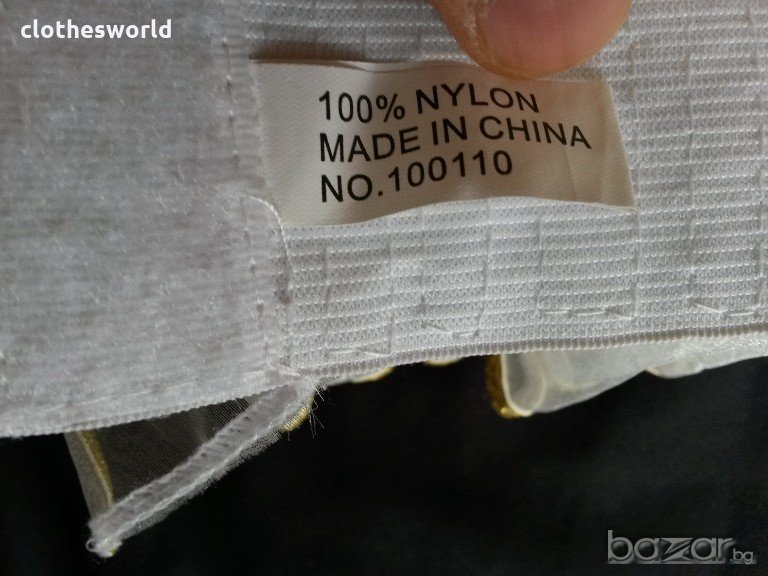 clothesworld
100% NYLON
MADE IN CHINA
NO.100110
bazar.bg